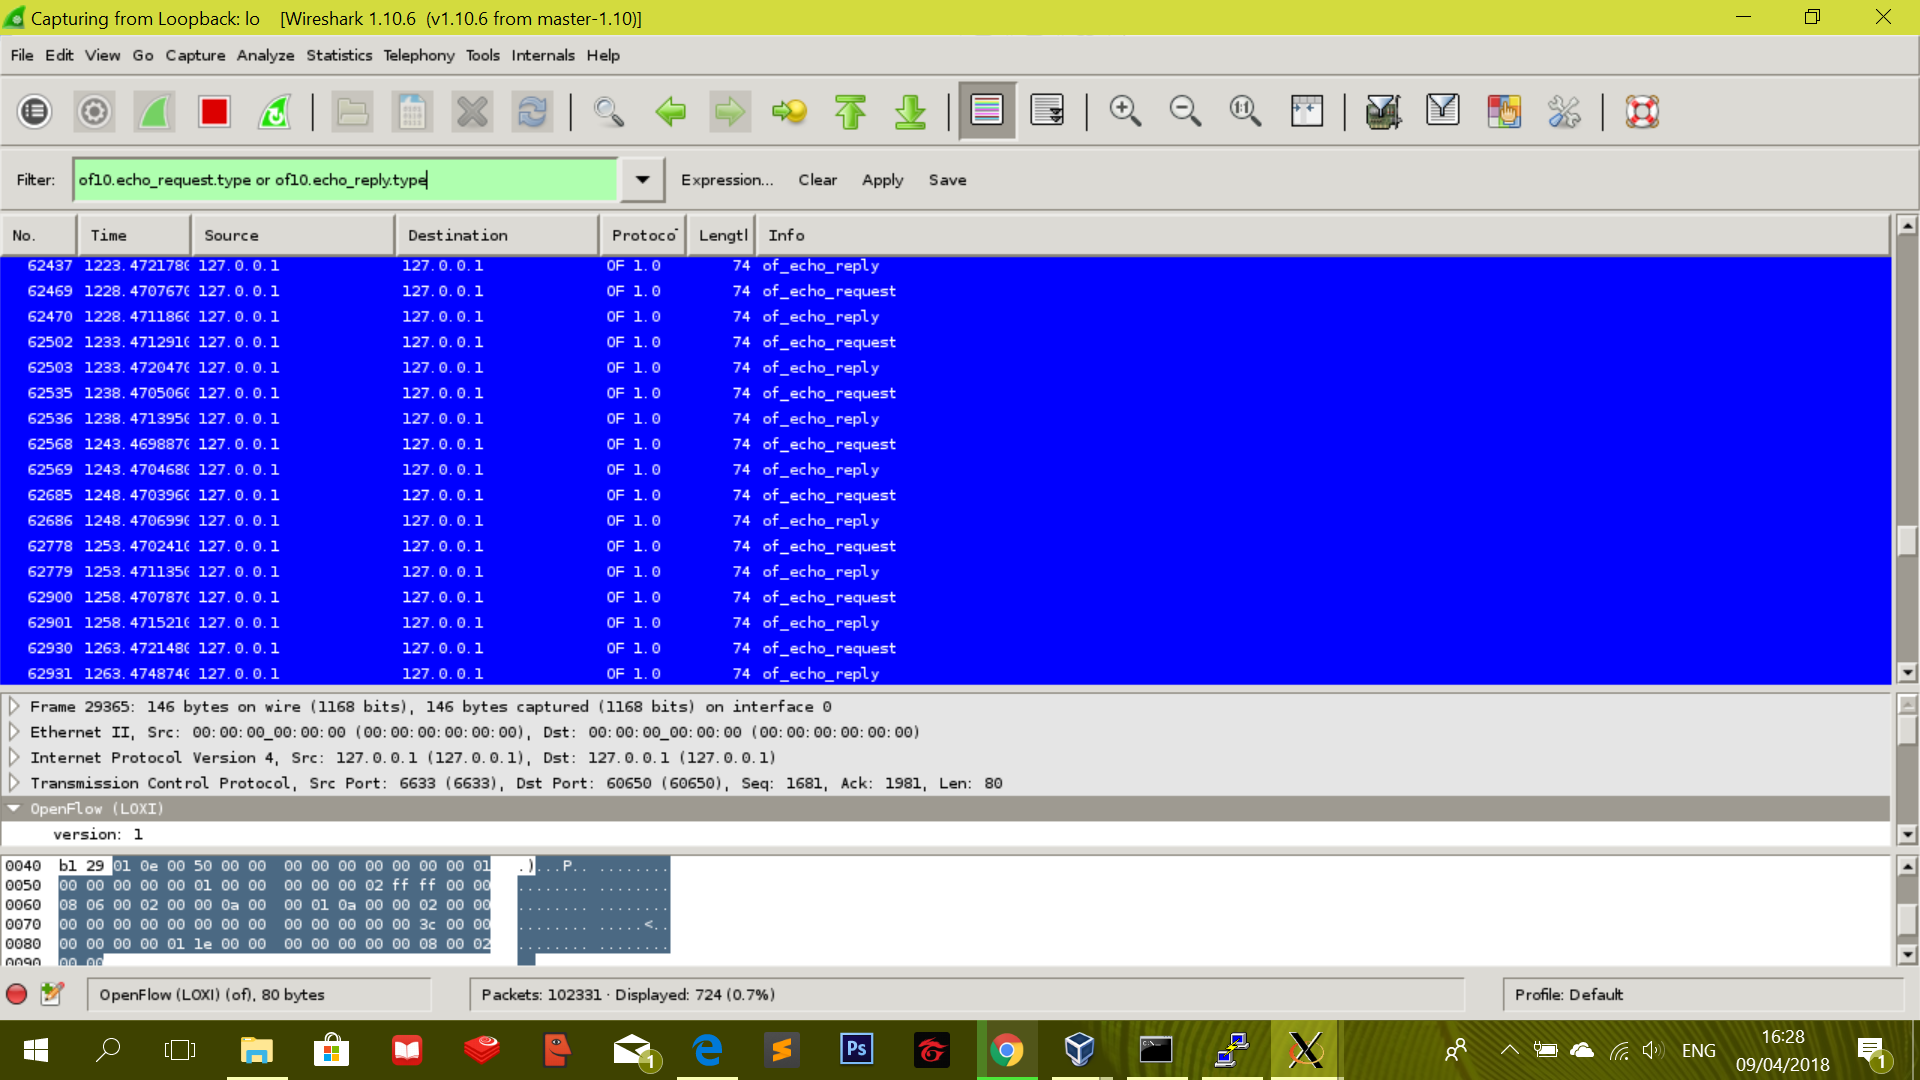 Capturing from Loopback: lo [Wireshark 1.10.6 (v1.10.6 from master-1.10)]
File Edit View Go Capture Analyze Statistics Telephony Tools Internals Help
Filter: of10.echo_request.type or of10.echo_reply.type Expression... Clear Apply Save
No. Time Source Destination Protoco Lengtl Info
62437 1223.472178 127.0.0.1 127.0.0.1 OF 1.0 74 of_echo_reply
62469 1228.470767 127.0.0.1 127.0.0.1 OF 1.0 74 of_echo_request
62470 1228.471186 127.0.0.1 127.0.0.1 OF 1.0 74 of_echo_reply
62502 1233.471291 127.0.0.1 127.0.0.1 OF 1.0 74 of_echo_request
62503 1233.472047 127.0.0.1 127.0.0.1 OF 1.0 74 of_echo_reply
62535 1238.470506 127.0.0.1 127.0.0.1 OF 1.0 74 of_echo_request
62536 1238.471395 127.0.0.1 127.0.0.1 OF 1.0 74 of_echo_reply
62568 1243.469887 127.0.0.1 127.0.0.1 OF 1.0 74 of_echo_request
62569 1243.470468 127.0.0.1 127.0.0.1 OF 1.0 74 of_echo_reply
62685 1248.470396 127.0.0.1 127.0.0.1 OF 1.0 74 of_echo_request
62686 1248.470699 127.0.0.1 127.0.0.1 OF 1.0 74 of_echo_reply
62778 1253.470241 127.0.0.1 127.0.0.1 OF 1.0 74 of_echo_request
62779 1253.471135 127.0.0.1 127.0.0.1 OF 1.0 74 of_echo_reply
62900 1258.470787 127.0.0.1 127.0.0.1 OF 1.0 74 of_echo_request
62901 1258.471521 127.0.0.1 127.0.0.1 OF 1.0 74 of_echo_reply
62930 1263.472148 127.0.0.1 127.0.0.1 OF 1.0 74 of_echo_request
62931 1263.474874 127.0.0.1 127.0.0.1 OF 1.0 74 of_echo_reply
Frame 29365: 146 bytes on wire (1168 bits), 146 bytes captured (1168 bits) on interface 0
Ethernet II, Src: 00:00:00_00:00:00 (00:00:00:00:00:00), Dst: 00:00:00_00:00:00 (00:00:00:00:00:00)
Internet Protocol Version 4, Src: 127.0.0.1 (127.0.0.1), Dst: 127.0.0.1 (127.0.0.1)
Transmission Control Protocol, Src Port: 6633 (6633), Dst Port: 60650 (60650), Seq: 1681, Ack: 1981, Len: 80
OpenFlow (LOXI)
version: 1
0040 b1 29 01 0e 00 50 00 00 00 00 00 00 00 00 00 01 .)...P.. ........
0050 00 00 00 00 00 01 00 00 00 00 00 02 ff ff 00 00 ........ ........
0060 08 06 00 02 00 00 0a 00 00 01 0a 00 00 02 00 00 ........ ........
0070 00 00 00 00 00 00 00 00 00 00 00 00 00 3c 00 00 ........ .....<..
0080 00 00 00 00 01 1e 00 00 00 00 00 00 00 08 00 02 ........ ........
0090 00 00
OpenFlow (LOXI) (of), 80 bytes Packets: 102331 · Displayed: 724 (0.7%) Profile: Default
1 Ps ENG 16:28 1
09/04/2018